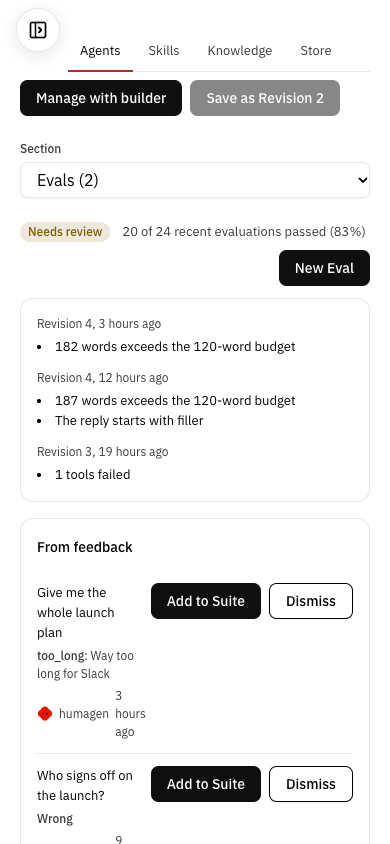 Agents Skills Knowledge Store
Manage with builder Save as Revision 2
Section
Evals (2)
Needs review 20 of 24 recent evaluations passed (83%)
New Eval
Revision 4, 3 hours ago
• 182 words exceeds the 120-word budget
Revision 4, 12 hours ago
• 187 words exceeds the 120-word budget
• The reply starts with filler
Revision 3, 19 hours ago
• 1 tools failed
From feedback
Give me the
whole launch
plan
Add to Suite Dismiss
too_long: Way too
long for Slack
humagen 3
hours
ago
Who signs off on
the launch?
Add to Suite Dismiss
Wrong
9